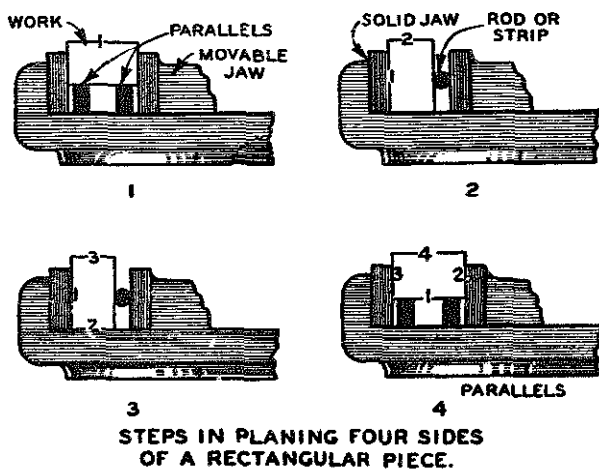 WORK
PARALLELS
MOVABLE
JAW
1
1
SOLID JAW
ROD OR
STRIP
2
1
2
3
1
2
3
4
3
2
1
PARALLELS
4
STEPS IN PLANING FOUR SIDES
OF A RECTANGULAR PIECE.